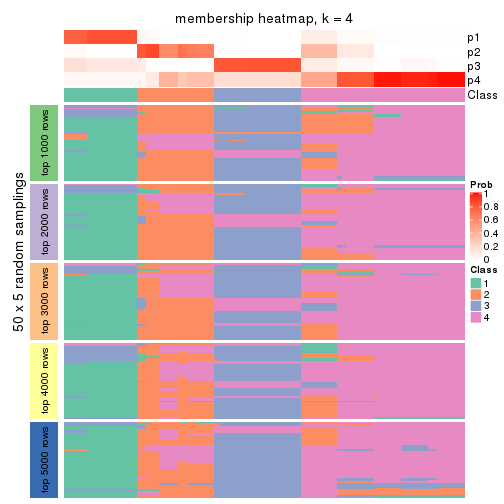 membership heatmap, k = 4
p1
p2
p3
p4
Class
50 x 5 random samplings
top 1000 rows
top 2000 rows
top 3000 rows
top 4000 rows
top 5000 rows
Prob
1
0.8
0.6
0.4
0.2
0
Class
1
2
3
4